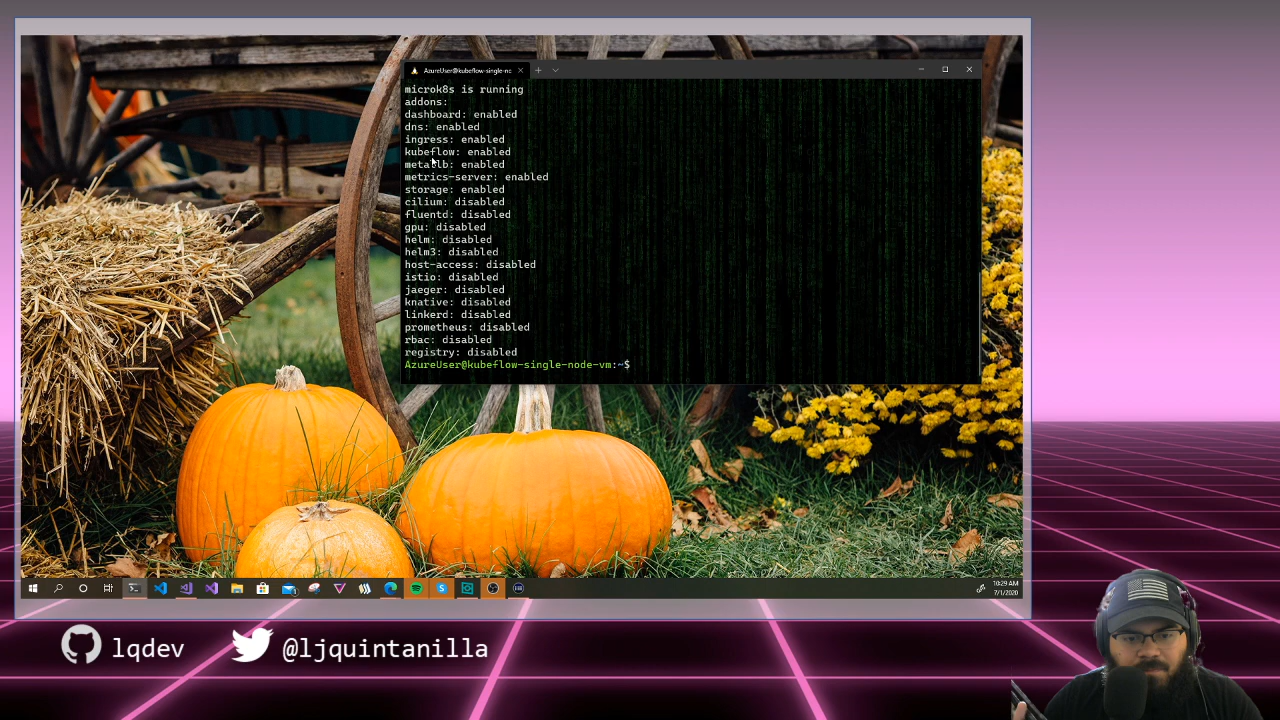 AzureUser@kubeflow-single-nc
microk8s is running
addons:
dashboard: enabled
dns: enabled
ingress: enabled
kubeflow: enabled
metallb: enabled
metrics-server: enabled
storage: enabled
cilium: disabled
fluentd: disabled
gpu: disabled
helm: disabled
helm3: disabled
host-access: disabled
istio: disabled
jaeger: disabled
knative: disabled
linkerd: disabled
prometheus: disabled
rbac: disabled
registry: disabled
AzureUser@kubeflow-single-node-vm:~$
10:29 AM
7/1/2020
lqdev
@ljquintanilla